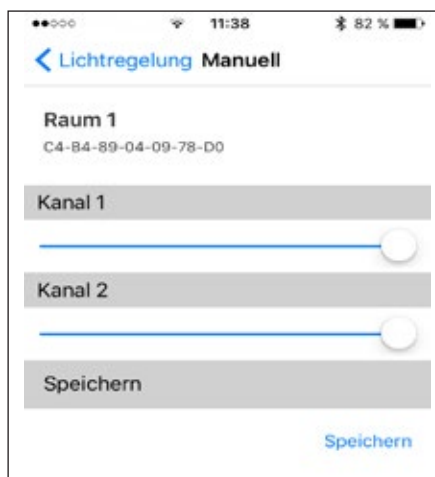 11:38 82 %
Lichtregelung Manuell
Raum 1
C4-B4-89-04-09-78-D0
Kanal 1
Kanal 2
Speichern
Speichern